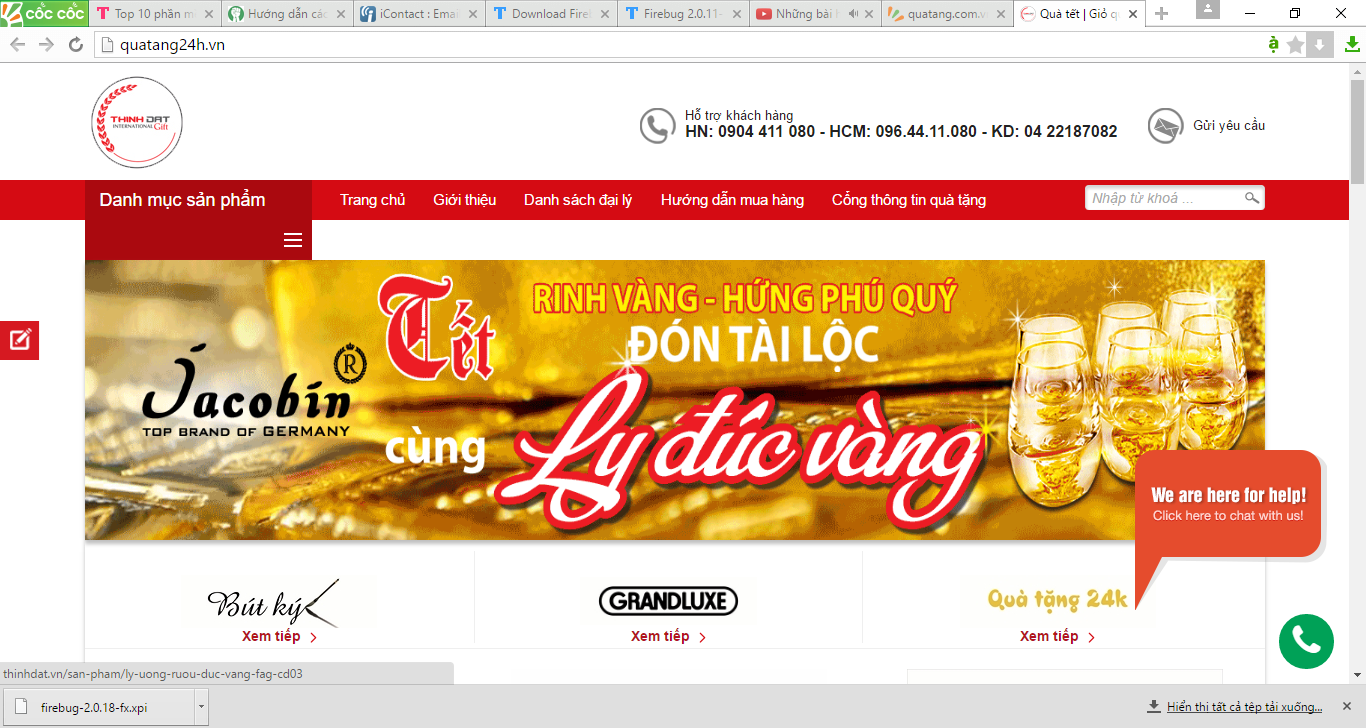 cốc cốc
Top 10 phần m
Hướng dẫn các
iContact : Emai
Download Fire
Firebug 2.0.11-
Những bài
quatang.com.v
Quà tết | Giỏ q
quatang24h.vn
THINH DAT
INTERNATIONAL Gift
Hỗ trợ khách hàng
HN: 0904 411 080 - HCM: 096.44.11.080 - KD: 04 22187082
Gửi yêu cầu
Danh mục sản phẩm
Trang chủ
Giới thiệu
Danh sách đại lý
Hướng dẫn mua hàng
Cổng thông tin quà tặng
Nhập từ khoá ...
Tết
RINH VÀNG - HỨNG PHÚ QUÝ
ĐÓN TÀI LỘC
Jacobin ®
TOP BRAND OF GERMANY
cùng
Ly đúc vàng
We are here for help!
Click here to chat with us!
Bút ký
GRANDLUXE
Quà tặng 24k
Xem tiếp
Xem tiếp
Xem tiếp
thinhdat.vn/san-pham/ly-uong-ruou-duc-vang-fag-cd03
firebug-2.0.18-fx.xpi
Hiển thị tất cả tệp tải xuống...